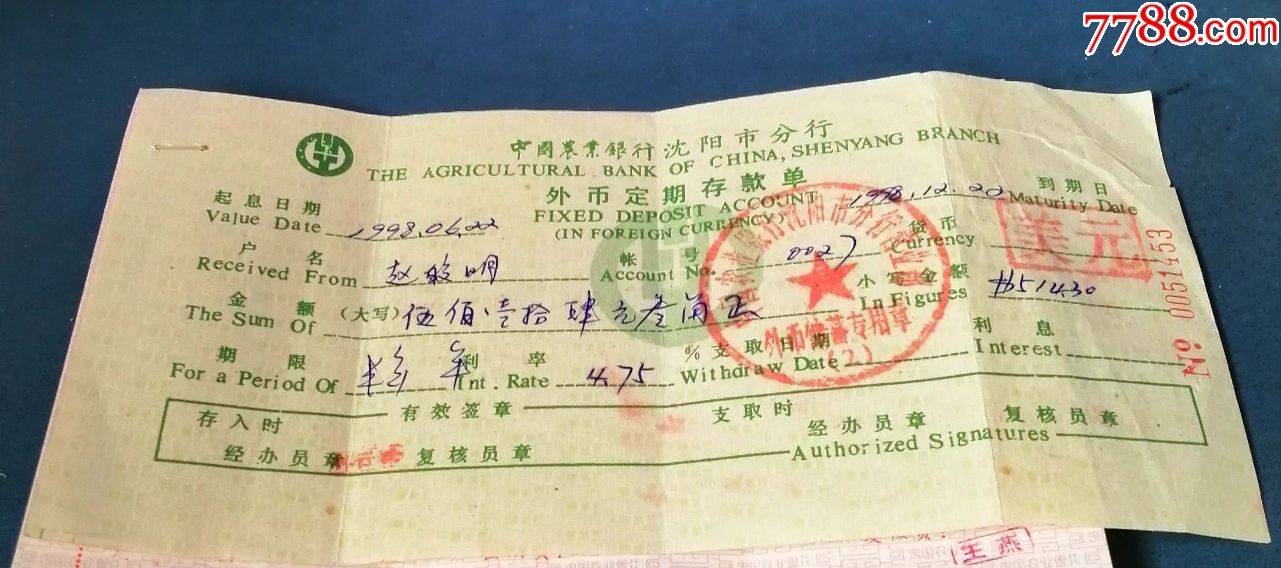 7788.com
中國農業銀行沈阳市分行
THE AGRICULTURAL BANK OF CHINA, SHENYANG BRANCH
外币定期存款单
FIXED DEPOSIT ACCOUNT
(IN FOREIGN CURRENCY)
起息日期
Value Date 1998.06.22
1998.12.20 到期日
Maturity Date
户名
Received From 赵 明
帐号
Account No. 0027
货币
Currency 美元
金额 (大写) 伍佰壹拾肆元叁角正
The Sum Of
小写金额
In Figures 514.30
期限
For a Period Of 半年
利率 %
Int. Rate 4.75
支取日期
Withdraw Date
利息
Interest
No 0051453
外币储蓄专用章
(2)
存入时 有效签章 支取时 经办员章 复核员章
经办员章 复核员章 Authorized Signatures
王燕